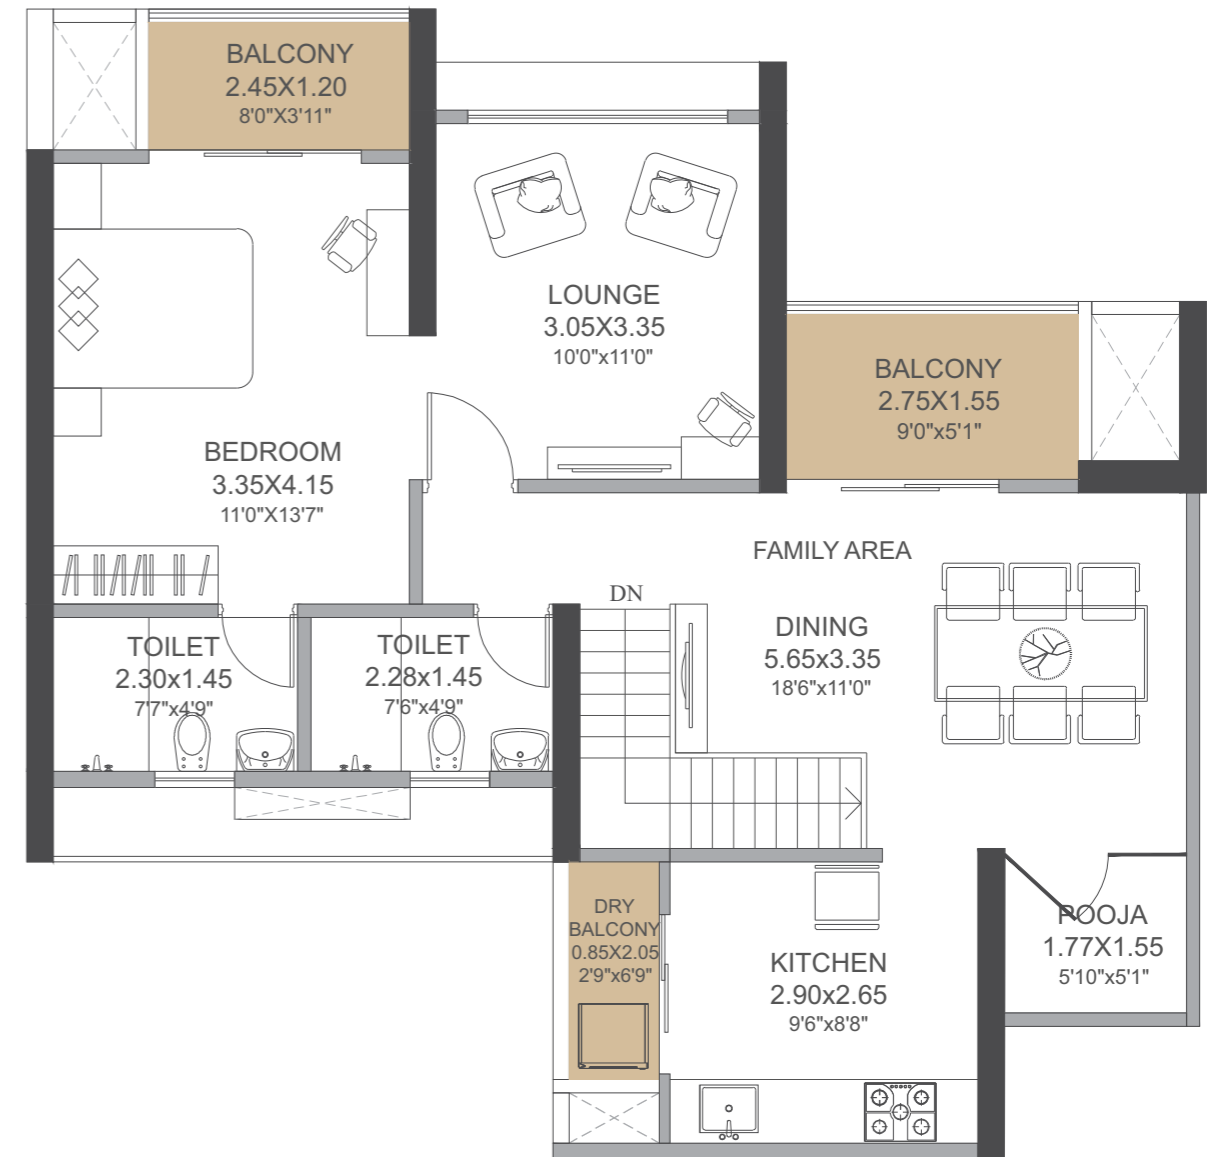 BALCONY
2.45X1.20
8'0"X3'11"
LOUNGE
3.05X3.35
10'0"x11'0"
BALCONY
2.75X1.55
9'0"x5'1"
BEDROOM
3.35X4.15
11'0"X13'7"
FAMILY AREA
DN
DINING
5.65x3.35
18'6"x11'0"
TOILET
2.30x1.45
7'7"x4'9"
TOILET
2.28x1.45
7'6"x4'9"
DRY
BALCONY
0.85X2.05
2'9"x6'9"
KITCHEN
2.90x2.65
9'6"x8'8"
POOJA
1.77X1.55
5'10"x5'1"